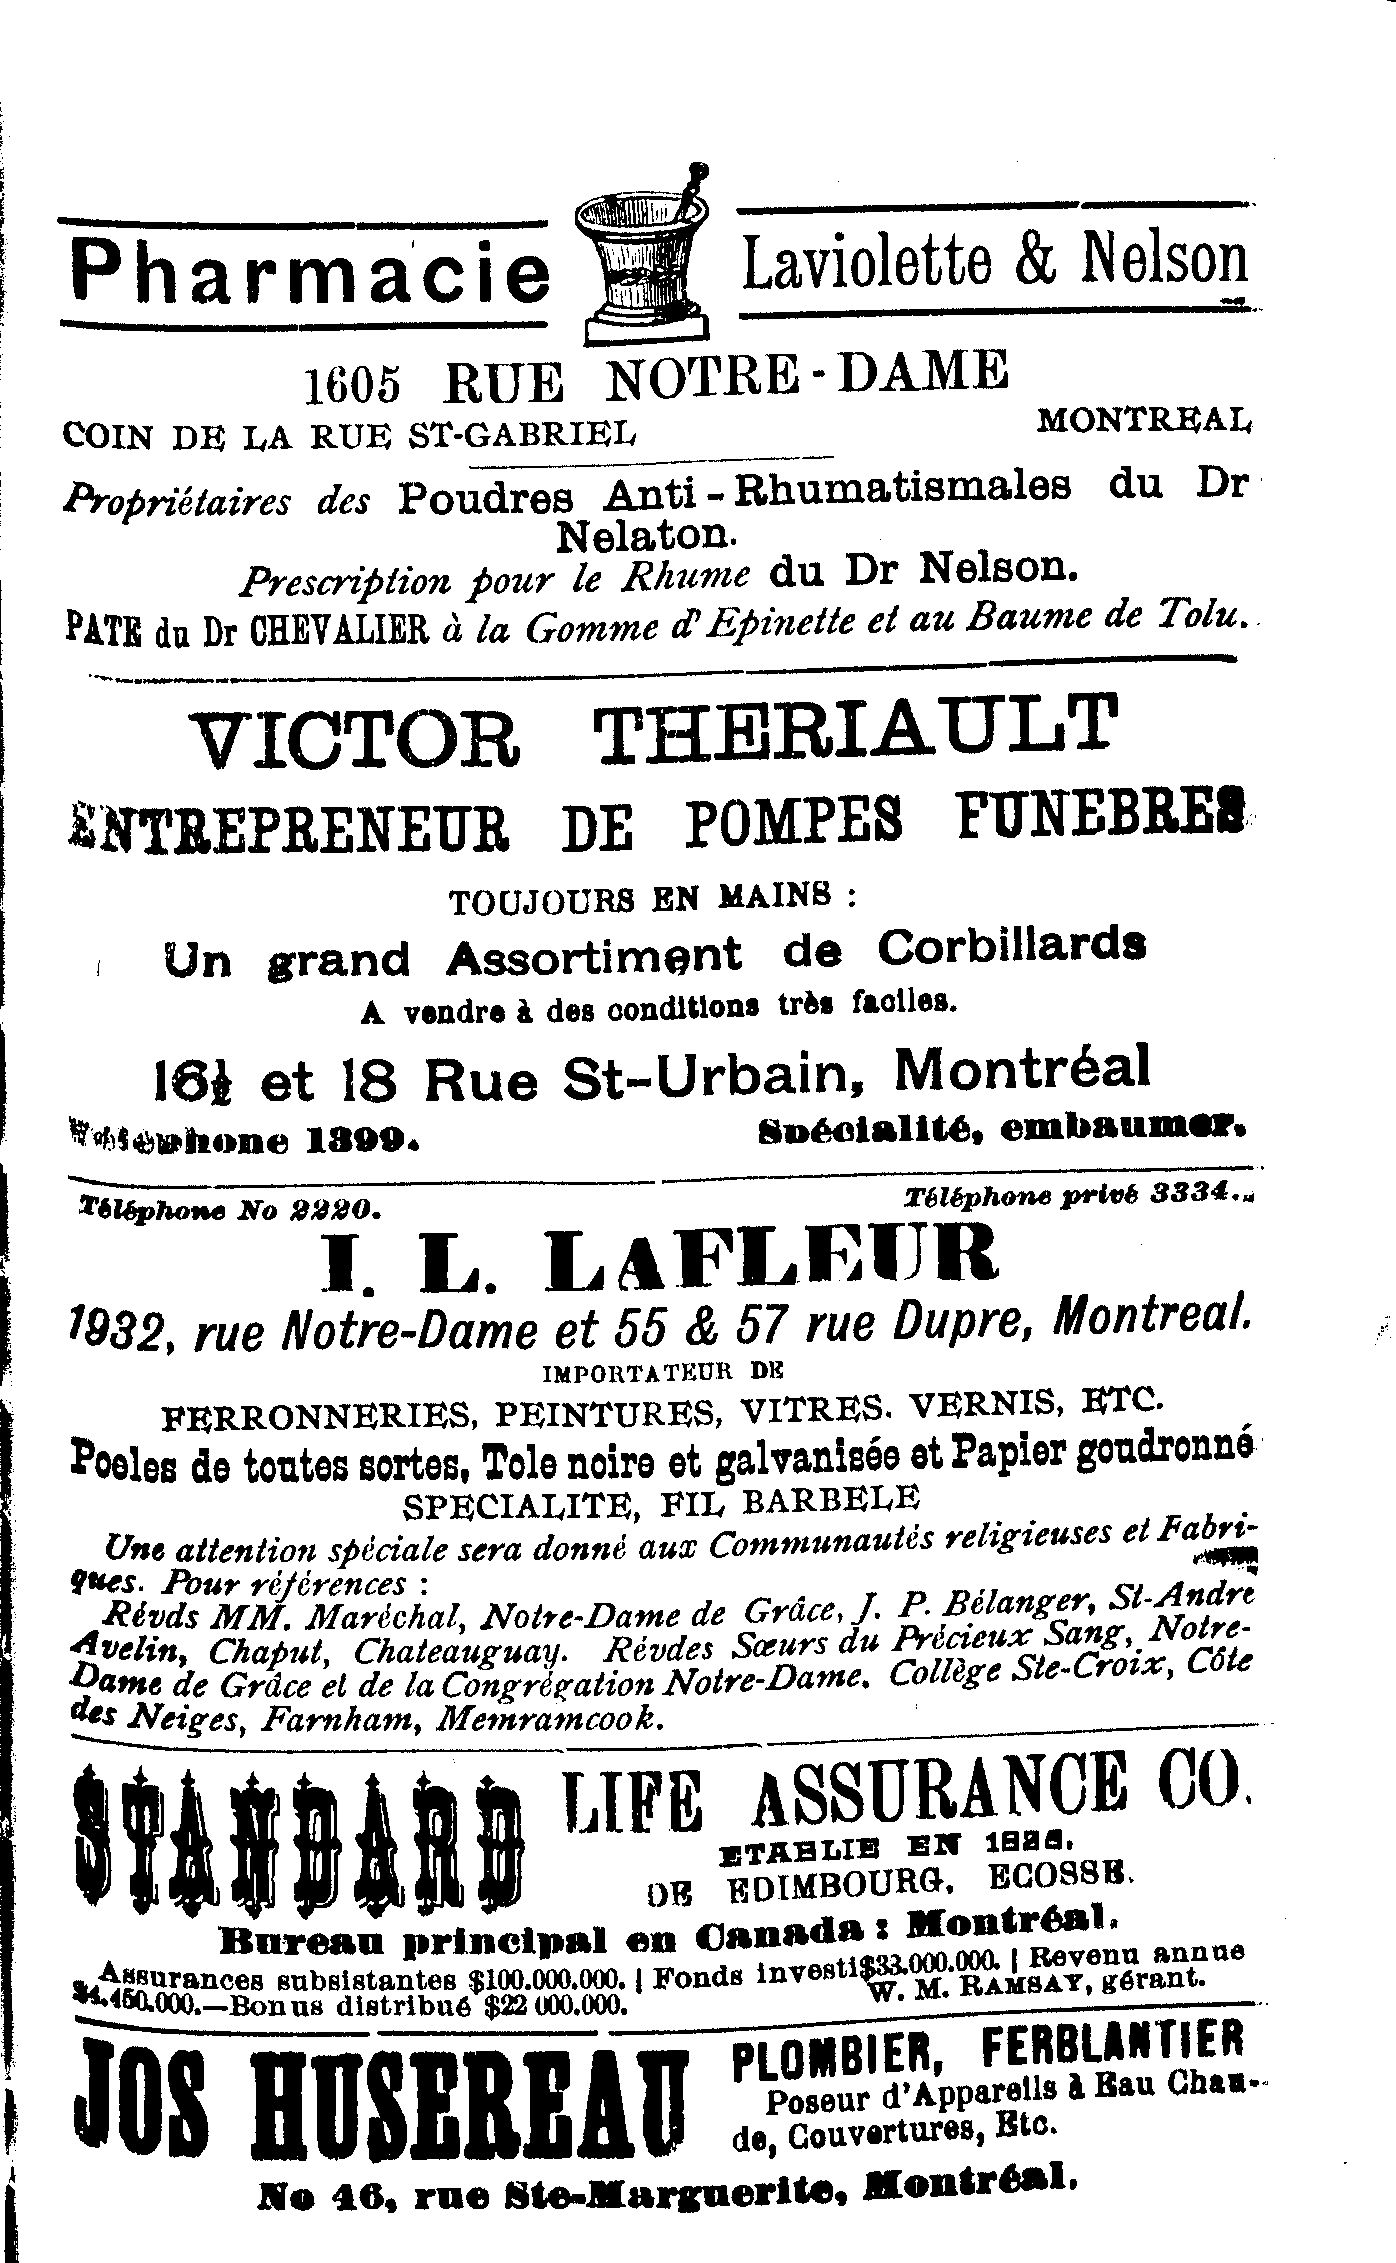 Pharmacie Laviolette & Nelson
1605 RUE NOTRE-DAME
COIN DE LA RUE ST-GABRIEL MONTREAL
Propriétaires des Poudres Anti-Rhumatismales du Dr
Nelaton.
Prescription pour le Rhume du Dr Nelson.
PATE du Dr CHEVALIER à la Gomme d'Epinette et au Baume de Tolu.
VICTOR THERIAULT
ENTREPRENEUR DE POMPES FUNEBRES
TOUJOURS EN MAINS :
Un grand Assortiment de Corbillards
A vendre à des conditions très faciles.
16½ et 18 Rue St-Urbain, Montréal
1399. Spécialité, embaumer.
Téléphone No 2220. Téléphone privé 3334.
I. L. LAFLEUR
1932, rue Notre-Dame et 55 & 57 rue Dupre, Montreal.
IMPORTATEUR DE
FERRONNERIES, PEINTURES, VITRES. VERNIS, ETC.
Poeles de toutes sortes, Tole noire et galvanisée et Papier goudronné
SPECIALITE, FIL BARBELE
Une attention spéciale sera donné aux Communautés religieuses et Fabri-
ques. Pour références :
Révds MM. Maréchal, Notre-Dame de Grâce, J. P. Bélanger, St-Andre
Avelin, Chaput, Chateauguay. Révdes Sœurs du Précieux Sang, Notre-
Dame de Grâce et de la Congrégation Notre-Dame. Collège Ste-Croix, Côte
des Neiges, Farnham, Memramcook.
STANDARD LIFE ASSURANCE CO.
ETABLIE EN
DE EDIMBOURG, ECOSSE.
Bureau principal en Canada : Montréal.
Assurances subsistantes $100.000.000. | Fonds investi $33.000.000. | Revenu annue
$4.450.000.—Bonus distribué $22 000.000. W. M. RAMSAY, gérant.
JOS HUSEREAU PLOMBIER, FERBLANTIER
Poseur d'Appareils à Eau Chau-
de, Couvertures, Etc.
No 46, rue Ste-Marguerite, Montréal.